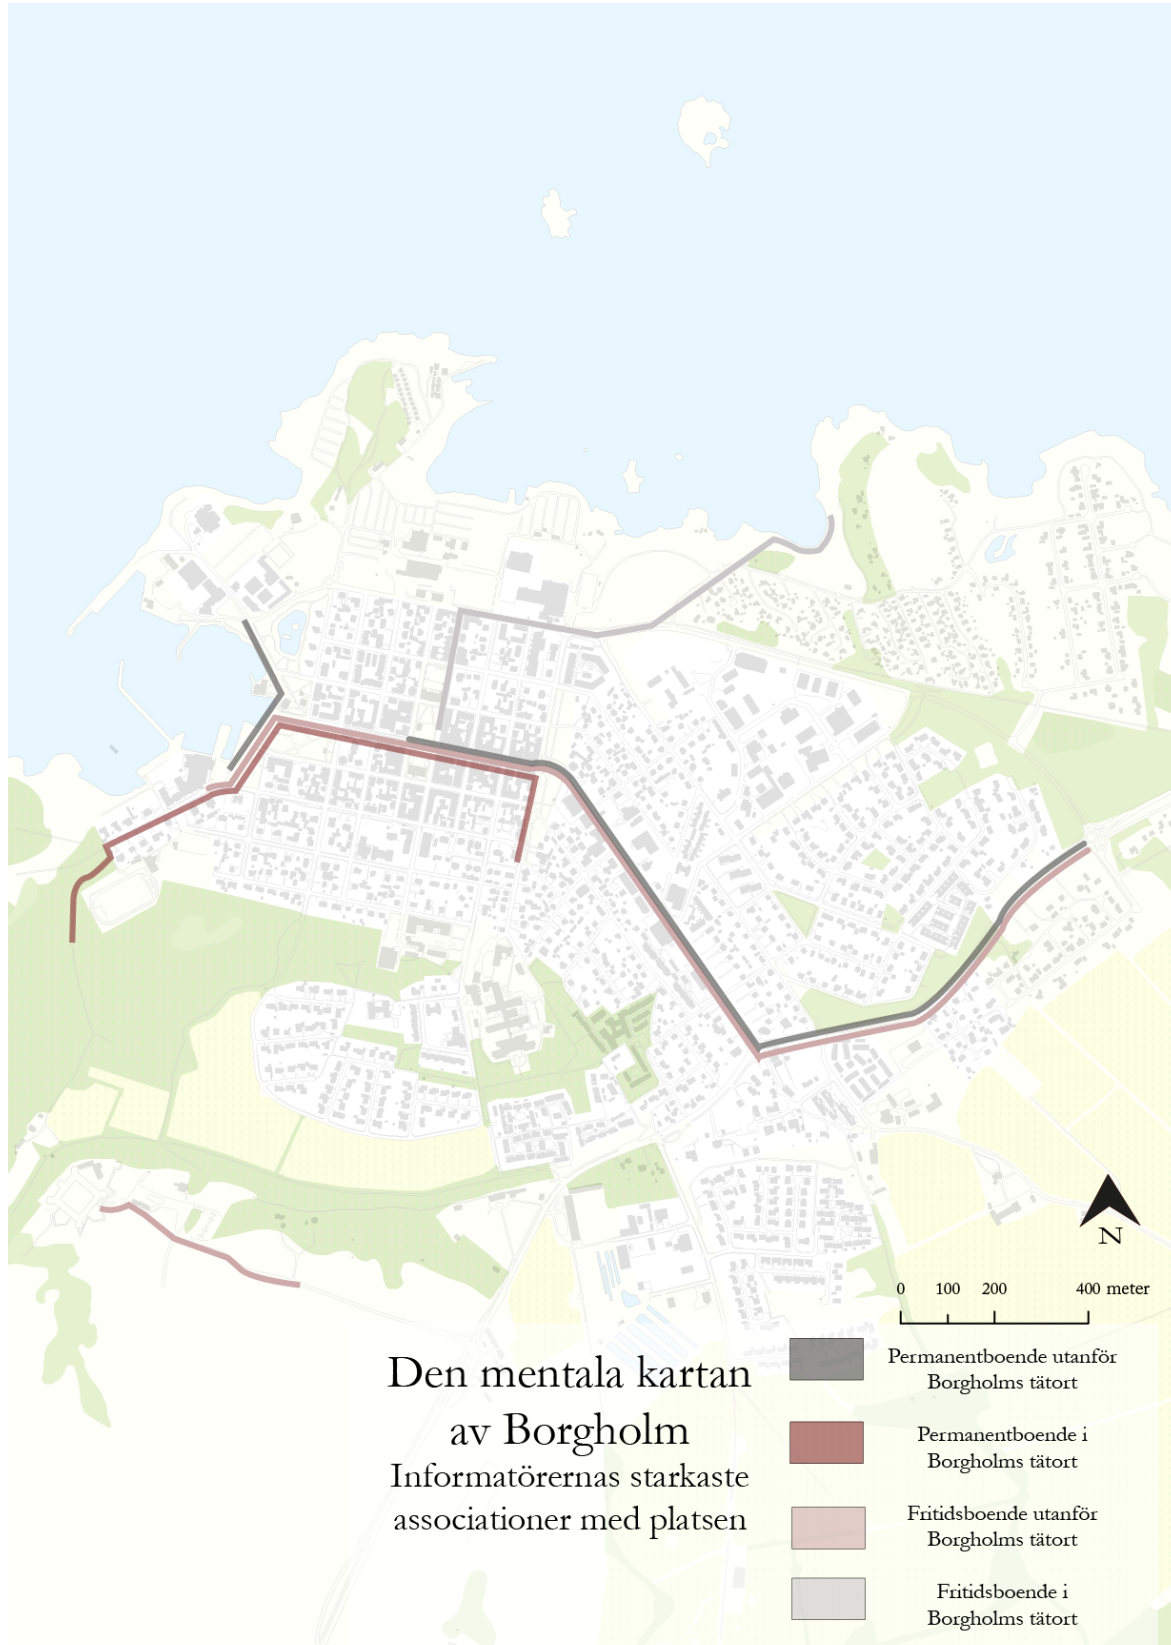 N
0 100 200 400 meter
Den mentala kartan
av Borgholm
Informatörernas starkaste
associationer med platsen
Permanentboende utanför
Borgholms tätort
Permanentboende i
Borgholms tätort
Fritidsboende utanför
Borgholms tätort
Fritidsboende i
Borgholms tätort